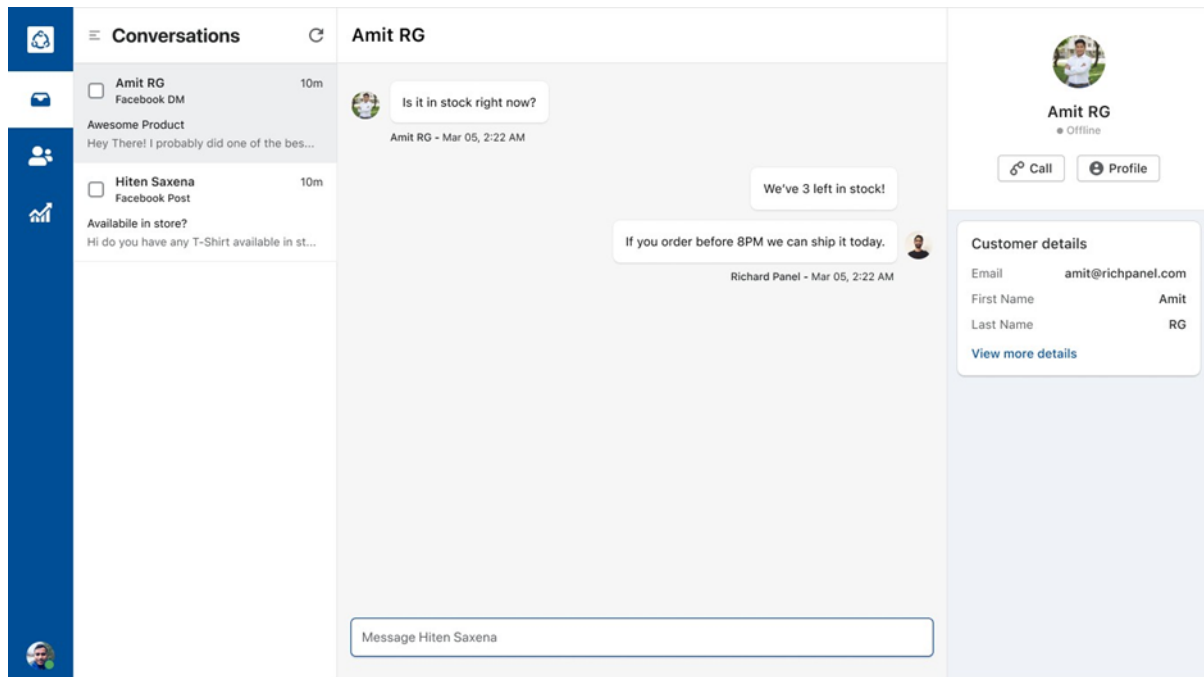 Conversations
Amit RG
10m
Facebook DM
Awesome Product
Hey There! I probably did one of the bes...
Hiten Saxena
10m
Facebook Post
Availabile in store?
Hi do you have any T-Shirt available in st...
Amit RG
Is it in stock right now?
Amit RG - Mar 05, 2:22 AM
We've 3 left in stock!
If you order before 8PM we can ship it today.
Richard Panel - Mar 05, 2:22 AM
Message Hiten Saxena
Amit RG
Offline
Call
Profile
Customer details
Email amit@richpanel.com
First Name Amit
Last Name RG
View more details